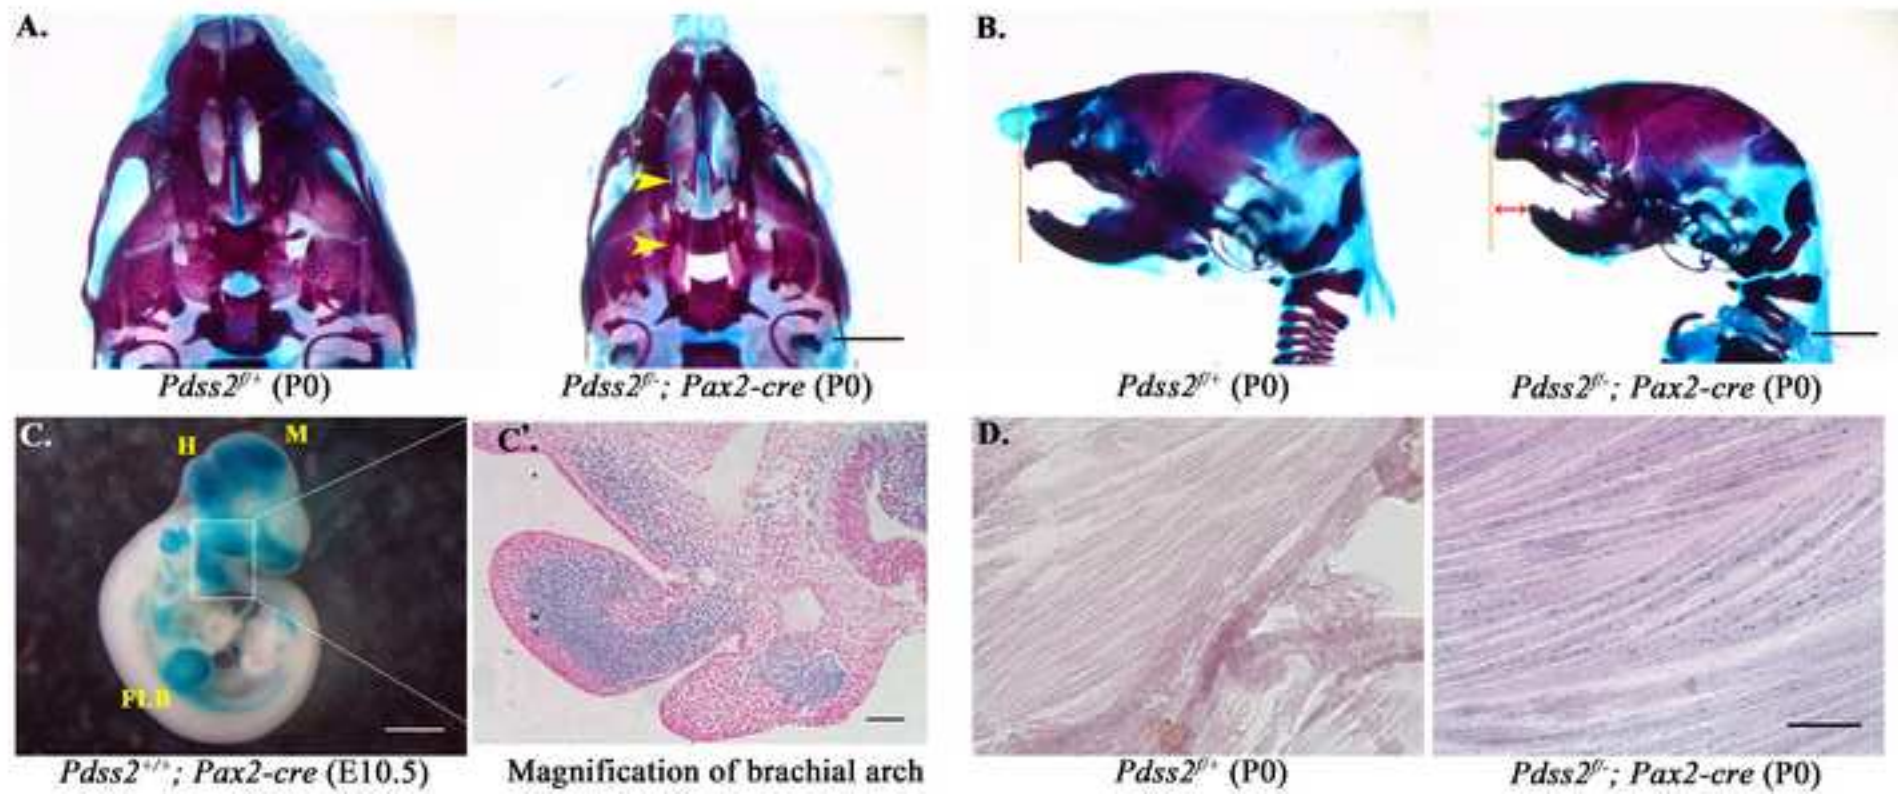 A.
B.
Pdss2f/+ (P0)
Pdss2f/-; Pax2-cre (P0)
Pdss2f/+ (P0)
Pdss2f/-; Pax2-cre (P0)
C.
H
M
FLB
C'.
D.
Pdss2+/+; Pax2-cre (E10.5)
Magnification of brachial arch
Pdss2f/+ (P0)
Pdss2f/-; Pax2-cre (P0)